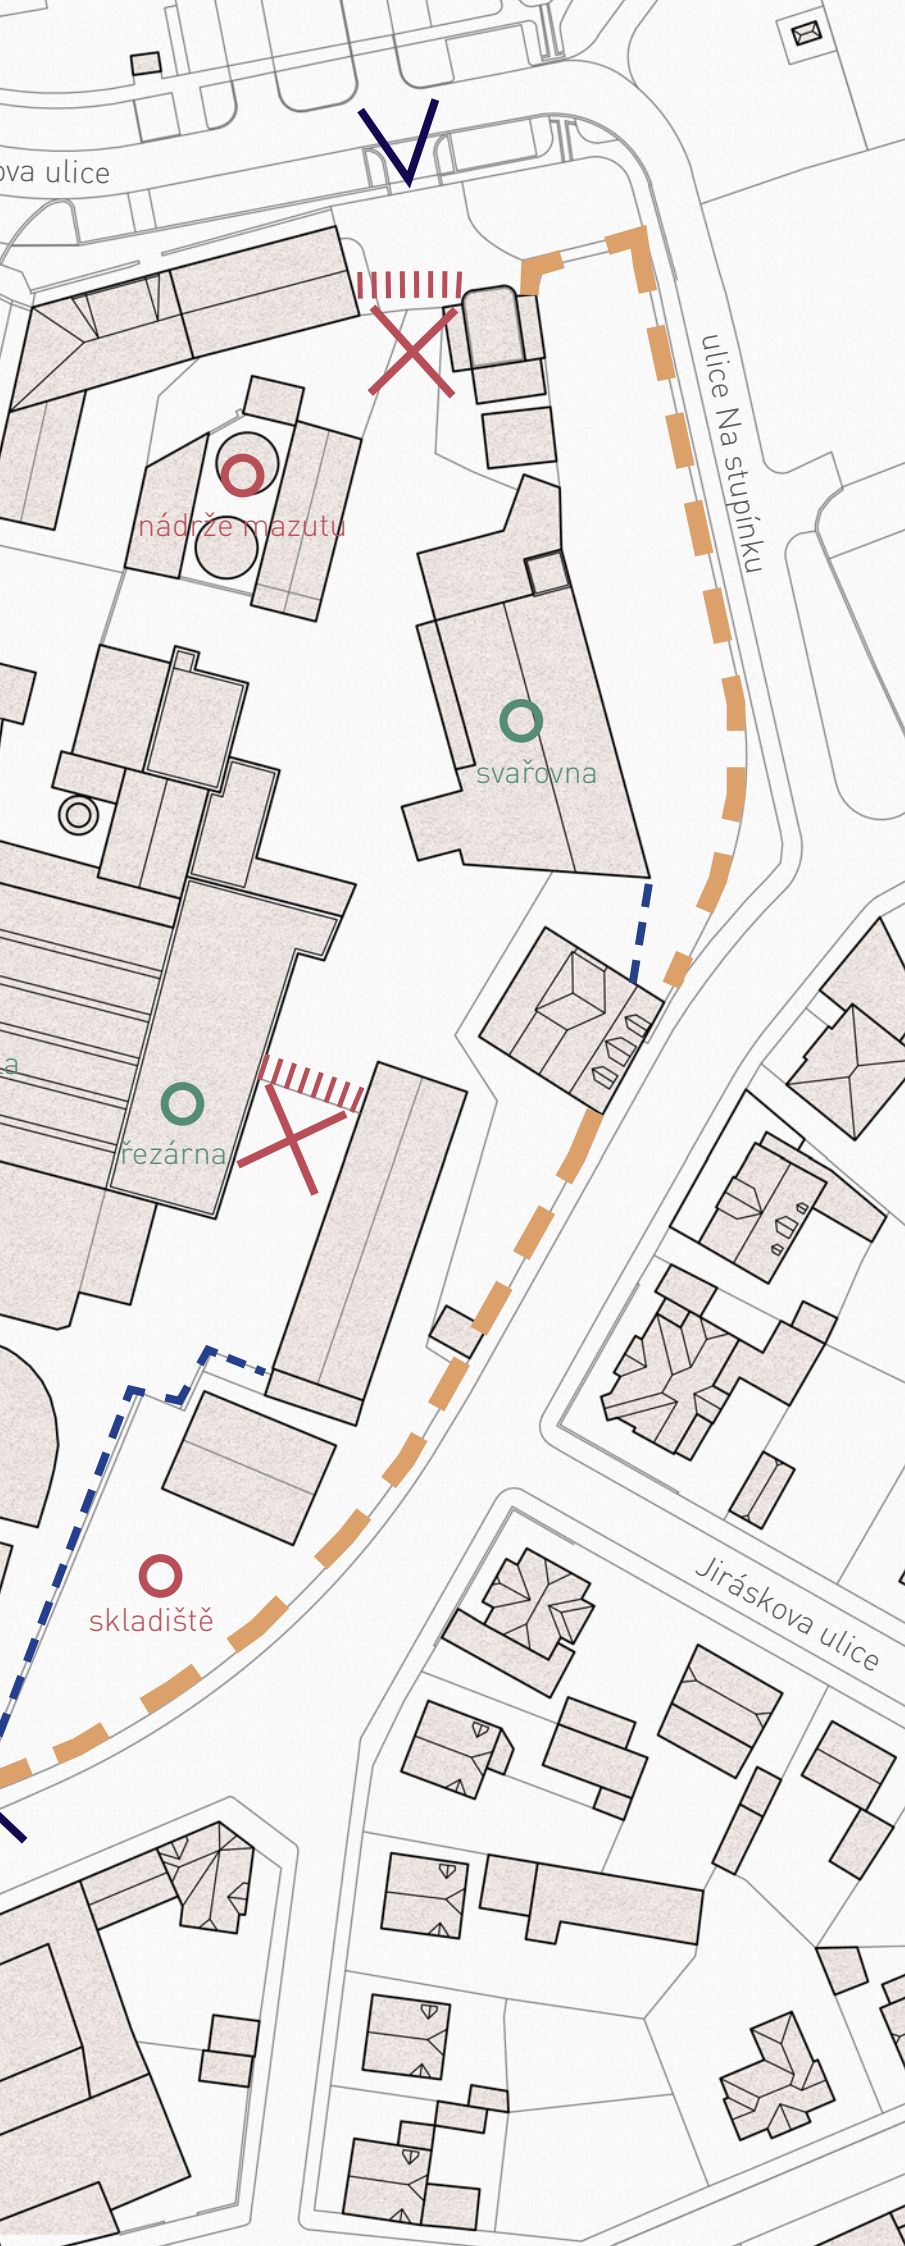 ova ulice
ulice Na stupínku
nádrže mazutu
svařovna
a
řezárna
skladiště
Jiráskova ulice